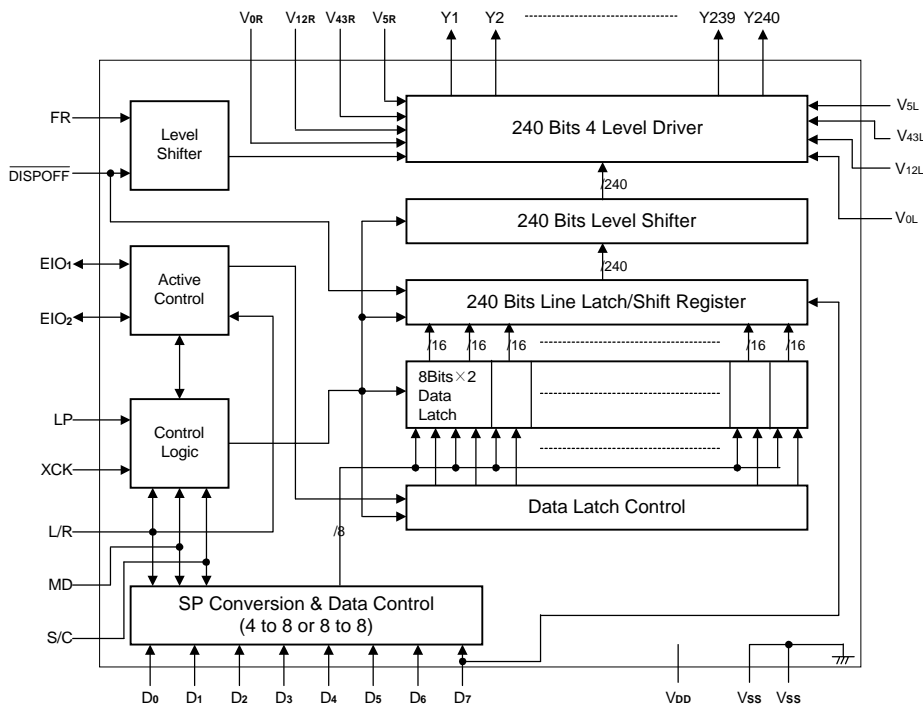 V0R V12R V43R V5R Y1 Y2 Y239 Y240
FR
Level
Shifter
DISPOFF
240 Bits 4 Level Driver
V5L
V43L
V12L
V0L
/240
240 Bits Level Shifter
/240
EIO1
EIO2
Active
Control
240 Bits Line Latch/Shift Register
/16 /16 /16 /16 /16
8Bits×2
Data
Latch
LP
XCK
Control
Logic
L/R
MD
S/C
Data Latch Control
/8
SP Conversion & Data Control
(4 to 8 or 8 to 8)
D0 D1 D2 D3 D4 D5 D6 D7 VDD VSS VSS